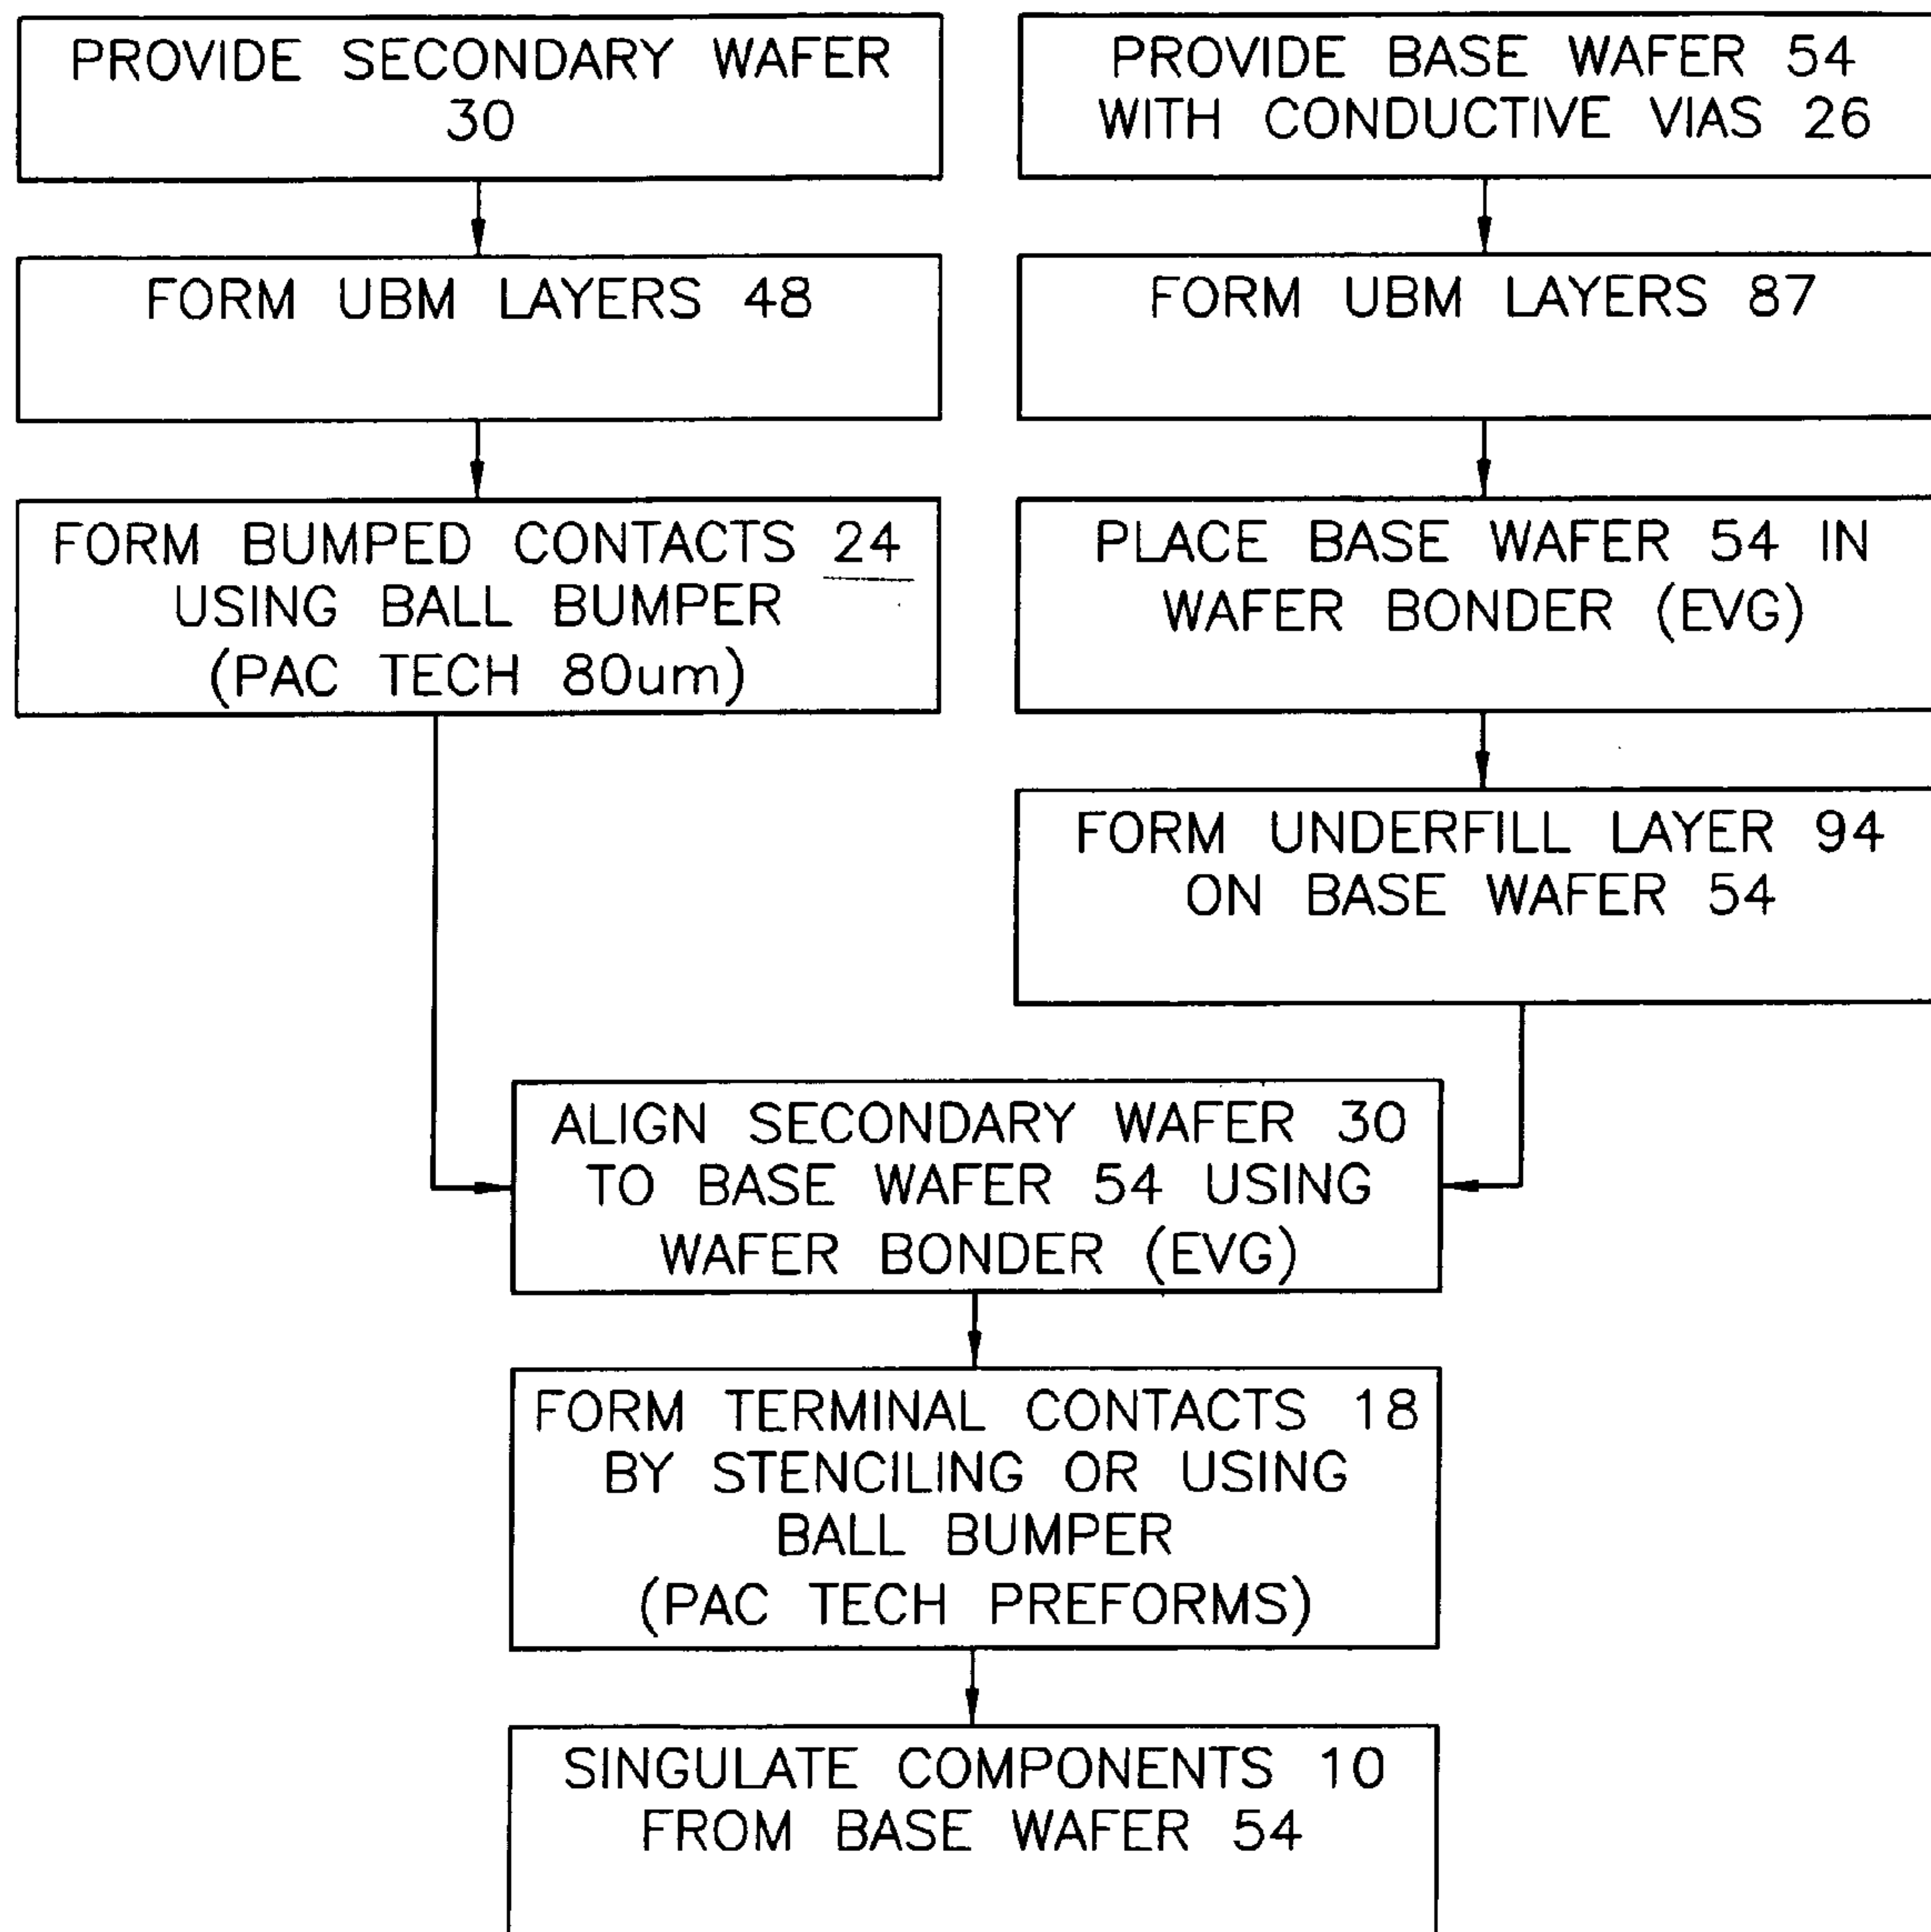 PROVIDE SECONDARY WAFER
30
FORM UBM LAYERS 48
FORM BUMPED CONTACTS 24
USING BALL BUMPER
(PAC TECH 80um)
PROVIDE BASE WAFER 54
WITH CONDUCTIVE VIAS 26
FORM UBM LAYERS 87
PLACE BASE WAFER 54 IN
WAFER BONDER (EVG)
FORM UNDERFILL LAYER 94
ON BASE WAFER 54
ALIGN SECONDARY WAFER 30
TO BASE WAFER 54 USING
WAFER BONDER (EVG)
FORM TERMINAL CONTACTS 18
BY STENCILING OR USING
BALL BUMPER
(PAC TECH PREFORMS)
SINGULATE COMPONENTS 10
FROM BASE WAFER 54